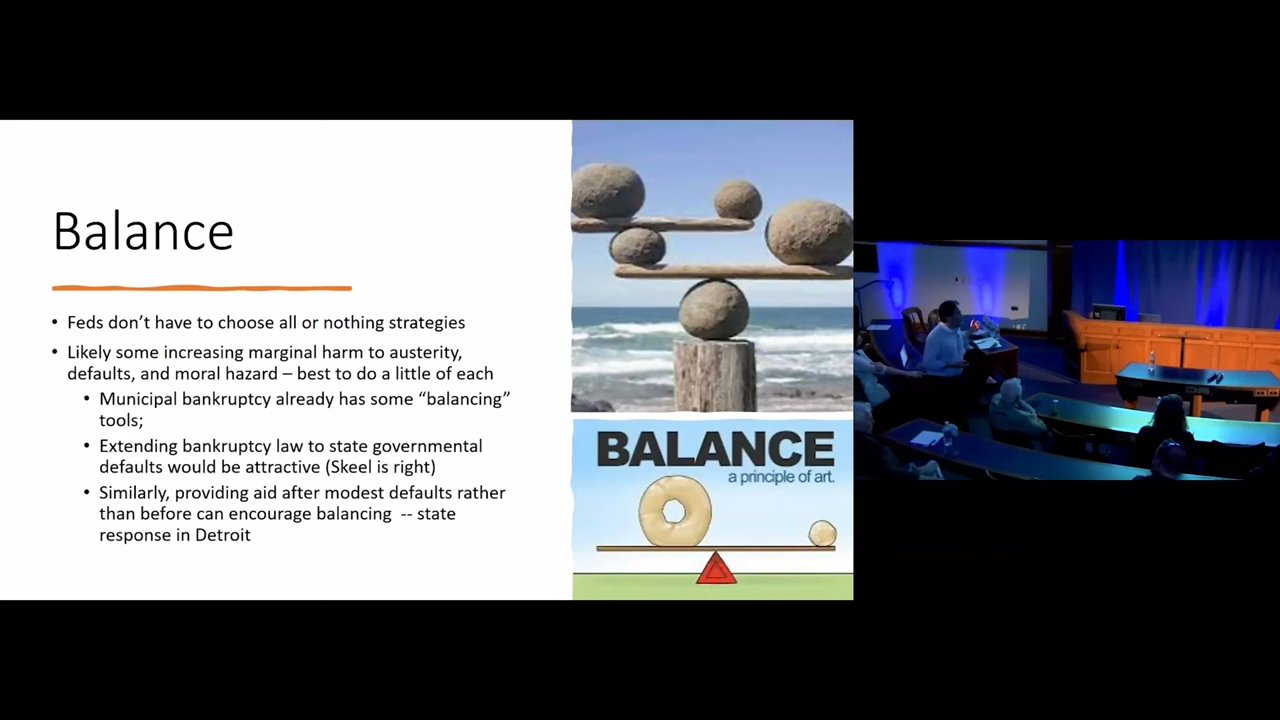 Balance
• Feds don’t have to choose all or nothing strategies
• Likely some increasing marginal harm to austerity,
defaults, and moral hazard – best to do a little of each
• Municipal bankruptcy already has some “balancing”
tools;
• Extending bankruptcy law to state governmental
defaults would be attractive (Skeel is right)
• Similarly, providing aid after modest defaults rather
than before can encourage balancing -- state
response in Detroit
BALANCE
a principle of art.